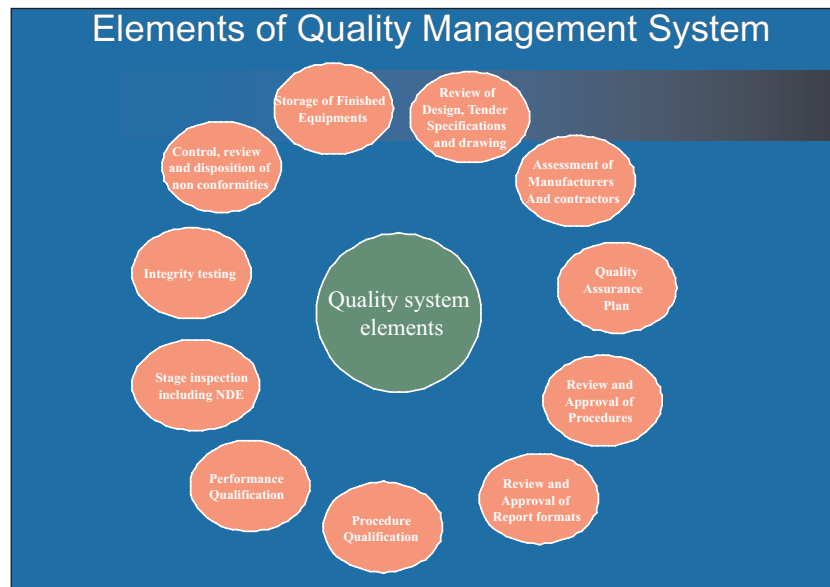 Elements of Quality Management System
Storage of Finished
Equipments
Review of
Design, Tender
Specifications
and drawing
Assessment of
Manufacturers
And contractors
Quality
Assurance
Plan
Review and
Approval of
Procedures
Review and
Approval of
Report formats
Procedure
Qualification
Performance
Qualification
Stage inspection
including NDE
Integrity testing
Control, review
and disposition of
non conformities
Quality system
elements